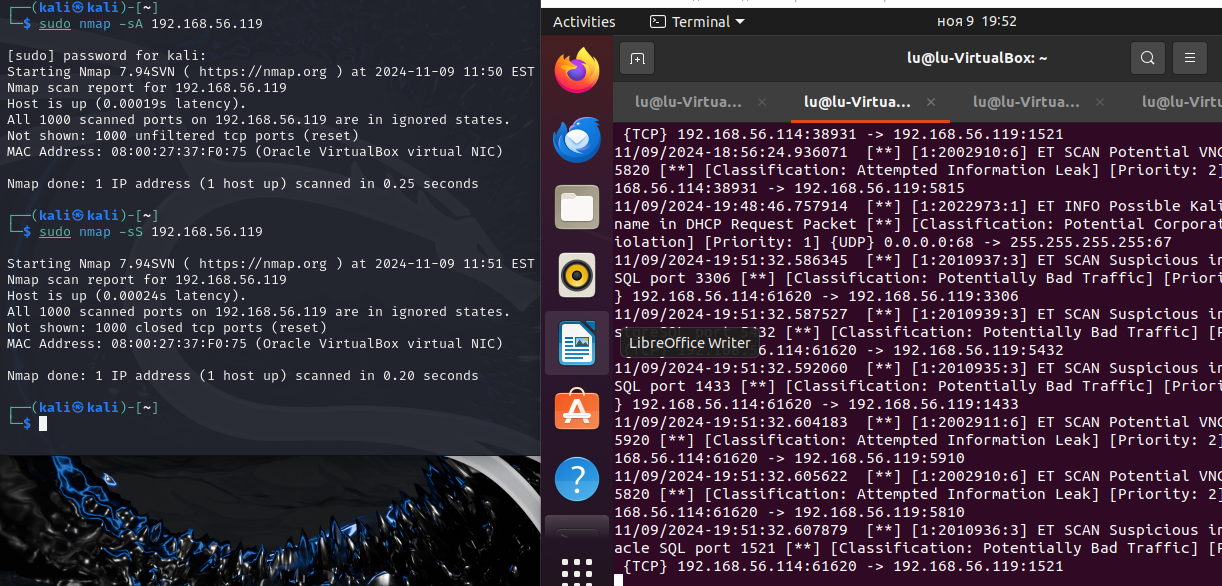 ┌──(kali㉿kali)-[~]
└─$ sudo nmap -sA 192.168.56.119
[sudo] password for kali:
Starting Nmap 7.94SVN ( https://nmap.org ) at 2024-11-09 11:50 EST
Nmap scan report for 192.168.56.119
Host is up (0.00019s latency).
All 1000 scanned ports on 192.168.56.119 are in ignored states.
Not shown: 1000 unfiltered tcp ports (reset)
MAC Address: 08:00:27:37:F0:75 (Oracle VirtualBox virtual NIC)
Nmap done: 1 IP address (1 host up) scanned in 0.25 seconds
┌──(kali㉿kali)-[~]
└─$ sudo nmap -sS 192.168.56.119
Starting Nmap 7.94SVN ( https://nmap.org ) at 2024-11-09 11:51 EST
Nmap scan report for 192.168.56.119
Host is up (0.00024s latency).
All 1000 scanned ports on 192.168.56.119 are in ignored states.
Not shown: 1000 closed tcp ports (reset)
MAC Address: 08:00:27:37:F0:75 (Oracle VirtualBox virtual NIC)
Nmap done: 1 IP address (1 host up) scanned in 0.20 seconds
┌──(kali㉿kali)-[~]
└─$
Activities Terminal ноя 9 19:52
lu@lu-VirtualBox: ~
lu@lu-Virtua... × lu@lu-Virtua... × lu@lu-Virtua... × lu@lu-Virt
{TCP} 192.168.56.114:38931 -> 192.168.56.119:1521
11/09/2024-18:56:24.936071 [**] [1:2002910:6] ET SCAN Potential VNC
5820 [**] [Classification: Attempted Information Leak] [Priority: 2]
168.56.114:38931 -> 192.168.56.119:5815
11/09/2024-19:48:46.757914 [**] [1:2022973:1] ET INFO Possible Kali
name in DHCP Request Packet [**] [Classification: Potential Corporat
iolation] [Priority: 1] {UDP} 0.0.0.0:68 -> 255.255.255.255:67
11/09/2024-19:51:32.586345 [**] [1:2010937:3] ET SCAN Suspicious in
SQL port 3306 [**] [Classification: Potentially Bad Traffic] [Prior
} 192.168.56.114:61620 -> 192.168.56.119:3306
11/09/2024-19:51:32.587527 [**] [1:2010939:3] ET SCAN Suspicious in
port 5432 [**] [Classification: Potentially Bad Traffic] [P
LibreOffice Writer
114:61620 -> 192.168.56.119:5432
11/09/2024-19:51:32.592060 [**] [1:2010935:3] ET SCAN Suspicious in
SQL port 1433 [**] [Classification: Potentially Bad Traffic] [Prior
} 192.168.56.114:61620 -> 192.168.56.119:1433
11/09/2024-19:51:32.604183 [**] [1:2002911:6] ET SCAN Potential VNC
5920 [**] [Classification: Attempted Information Leak] [Priority: 2]
168.56.114:61620 -> 192.168.56.119:5910
11/09/2024-19:51:32.605622 [**] [1:2002910:6] ET SCAN Potential VNC
5820 [**] [Classification: Attempted Information Leak] [Priority: 2]
168.56.114:61620 -> 192.168.56.119:5810
11/09/2024-19:51:32.607879 [**] [1:2010936:3] ET SCAN Suspicious in
acle SQL port 1521 [**] [Classification: Potentially Bad Traffic] [P
{TCP} 192.168.56.114:61620 -> 192.168.56.119:1521